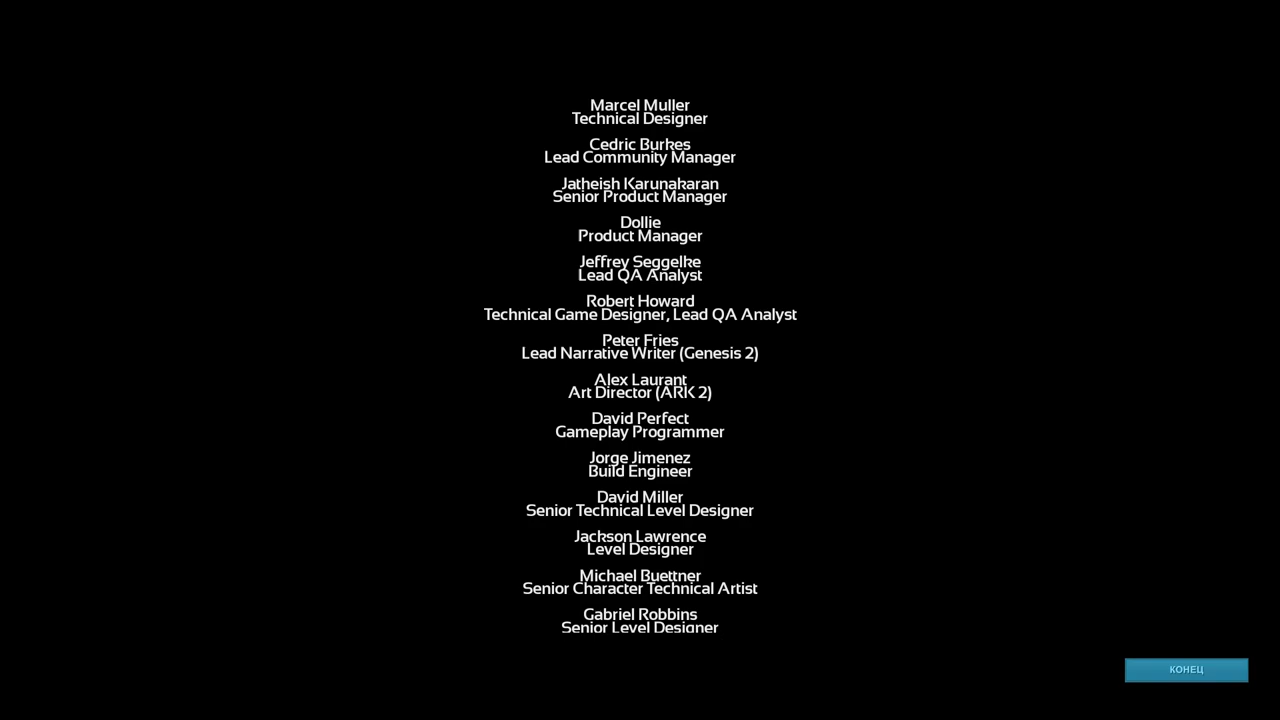 Marcel Muller
Technical Designer
Cedric Burkes
Lead Community Manager
Jatheish Karunakaran
Senior Product Manager
Dollie
Product Manager
Jeffrey Seggelke
Lead QA Analyst
Robert Howard
Technical Game Designer, Lead QA Analyst
Peter Fries
Lead Narrative Writer (Genesis 2)
Alex Laurant
Art Director (ARK 2)
David Perfect
Gameplay Programmer
Jorge Jimenez
Build Engineer
David Miller
Senior Technical Level Designer
Jackson Lawrence
Level Designer
Michael Buettner
Senior Character Technical Artist
Gabriel Robbins
Senior Level Designer
КОНЕЦ